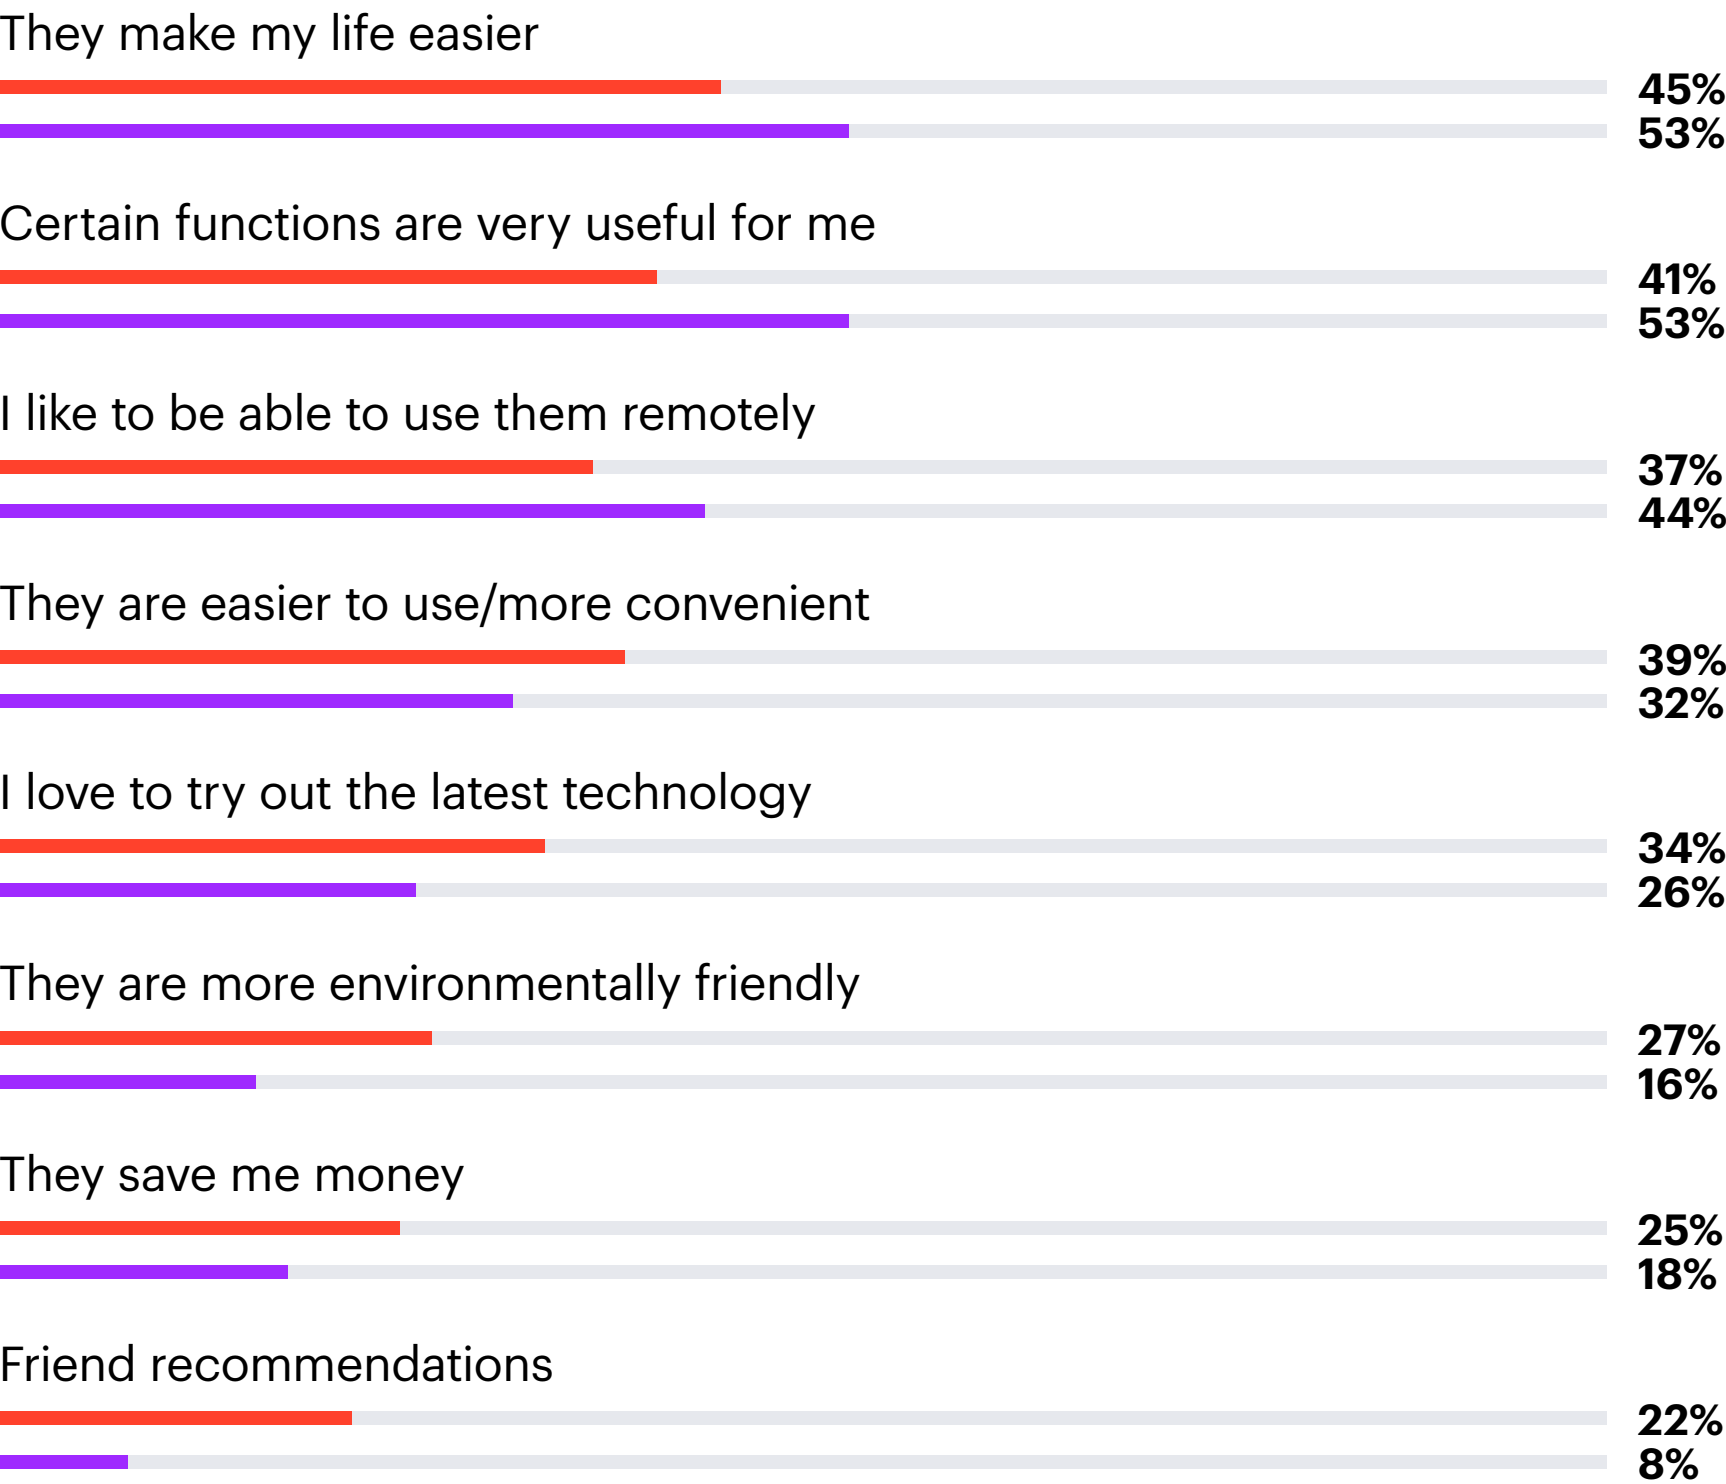 They make my life easier
45%
53%
Certain functions are very useful for me
41%
53%
I like to be able to use them remotely
37%
44%
They are easier to use/more convenient
39%
32%
I love to try out the latest technology
34%
26%
They are more environmentally friendly
27%
16%
They save me money
25%
18%
Friend recommendations
22%
8%